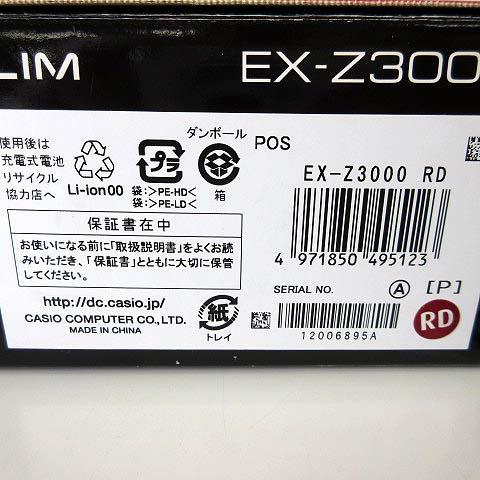 LIM EX-Z300
使用後は
充電式電池
リサイクル
協力店へ
Li-ion00
プラ
袋:>PE-HD<
袋:>PE-LD<
ダンボール
箱
POS
EX-Z3000 RD
4 971850 495123
保証書在中
お使いになる前に「取扱説明書」をよくお読
みいただき、「保証書」とともに大切に保管
してください。
http://dc.casio.jp/
CASIO COMPUTER CO.,LTD.
MADE IN CHINA
紙
トレイ
SERIAL NO.
A [P]
12006895A
RD